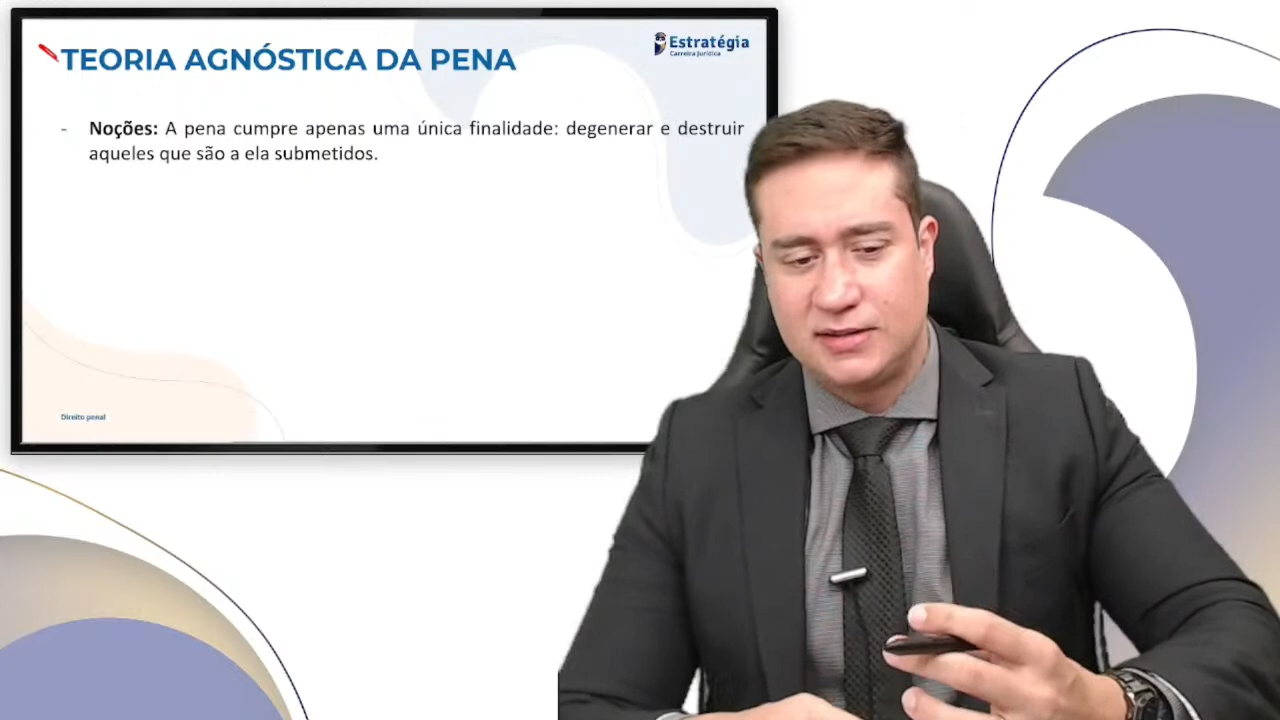 TEORIA AGNÓSTICA DA PENA
Estratégia
Carreira Jurídica
- Noções: A pena cumpre apenas uma única finalidade: degenerar e destruir
aqueles que são a ela submetidos.
Direito penal